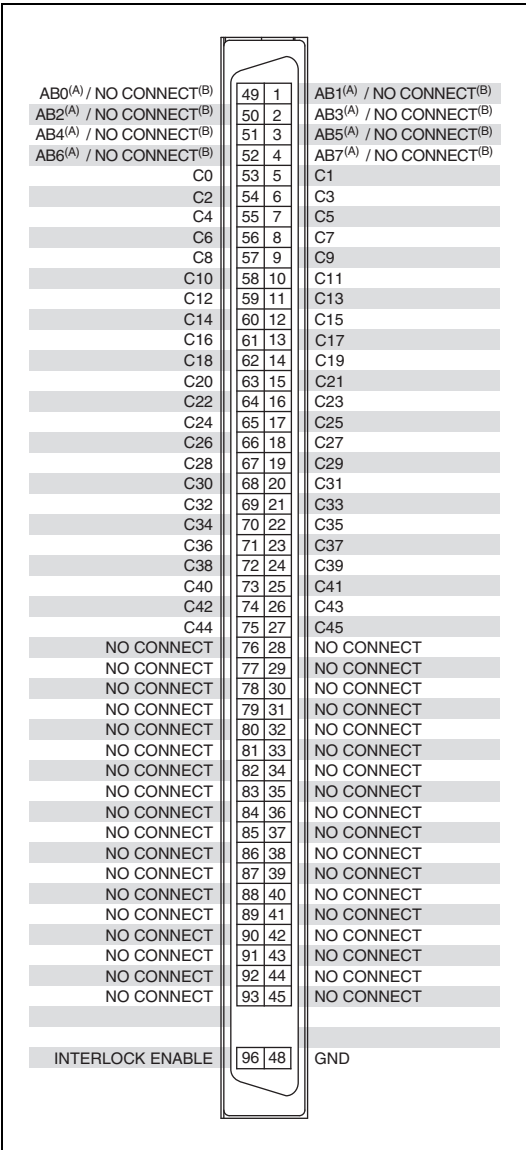 AB0(A) / NO CONNECT(B) 49 1 AB1(A) / NO CONNECT(B)
AB2(A) / NO CONNECT(B) 50 2 AB3(A) / NO CONNECT(B)
AB4(A) / NO CONNECT(B) 51 3 AB5(A) / NO CONNECT(B)
AB6(A) / NO CONNECT(B) 52 4 AB7(A) / NO CONNECT(B)
C0 53 5 C1
C2 54 6 C3
C4 55 7 C5
C6 56 8 C7
C8 57 9 C9
C10 58 10 C11
C12 59 11 C13
C14 60 12 C15
C16 61 13 C17
C18 62 14 C19
C20 63 15 C21
C22 64 16 C23
C24 65 17 C25
C26 66 18 C27
C28 67 19 C29
C30 68 20 C31
C32 69 21 C33
C34 70 22 C35
C36 71 23 C37
C38 72 24 C39
C40 73 25 C41
C42 74 26 C43
C44 75 27 C45
NO CONNECT 76 28 NO CONNECT
NO CONNECT 77 29 NO CONNECT
NO CONNECT 78 30 NO CONNECT
NO CONNECT 79 31 NO CONNECT
NO CONNECT 80 32 NO CONNECT
NO CONNECT 81 33 NO CONNECT
NO CONNECT 82 34 NO CONNECT
NO CONNECT 83 35 NO CONNECT
NO CONNECT 84 36 NO CONNECT
NO CONNECT 85 37 NO CONNECT
NO CONNECT 86 38 NO CONNECT
NO CONNECT 87 39 NO CONNECT
NO CONNECT 88 40 NO CONNECT
NO CONNECT 89 41 NO CONNECT
NO CONNECT 90 42 NO CONNECT
NO CONNECT 91 43 NO CONNECT
NO CONNECT 92 44 NO CONNECT
NO CONNECT 93 45 NO CONNECT
INTERLOCK ENABLE 96 48 GND